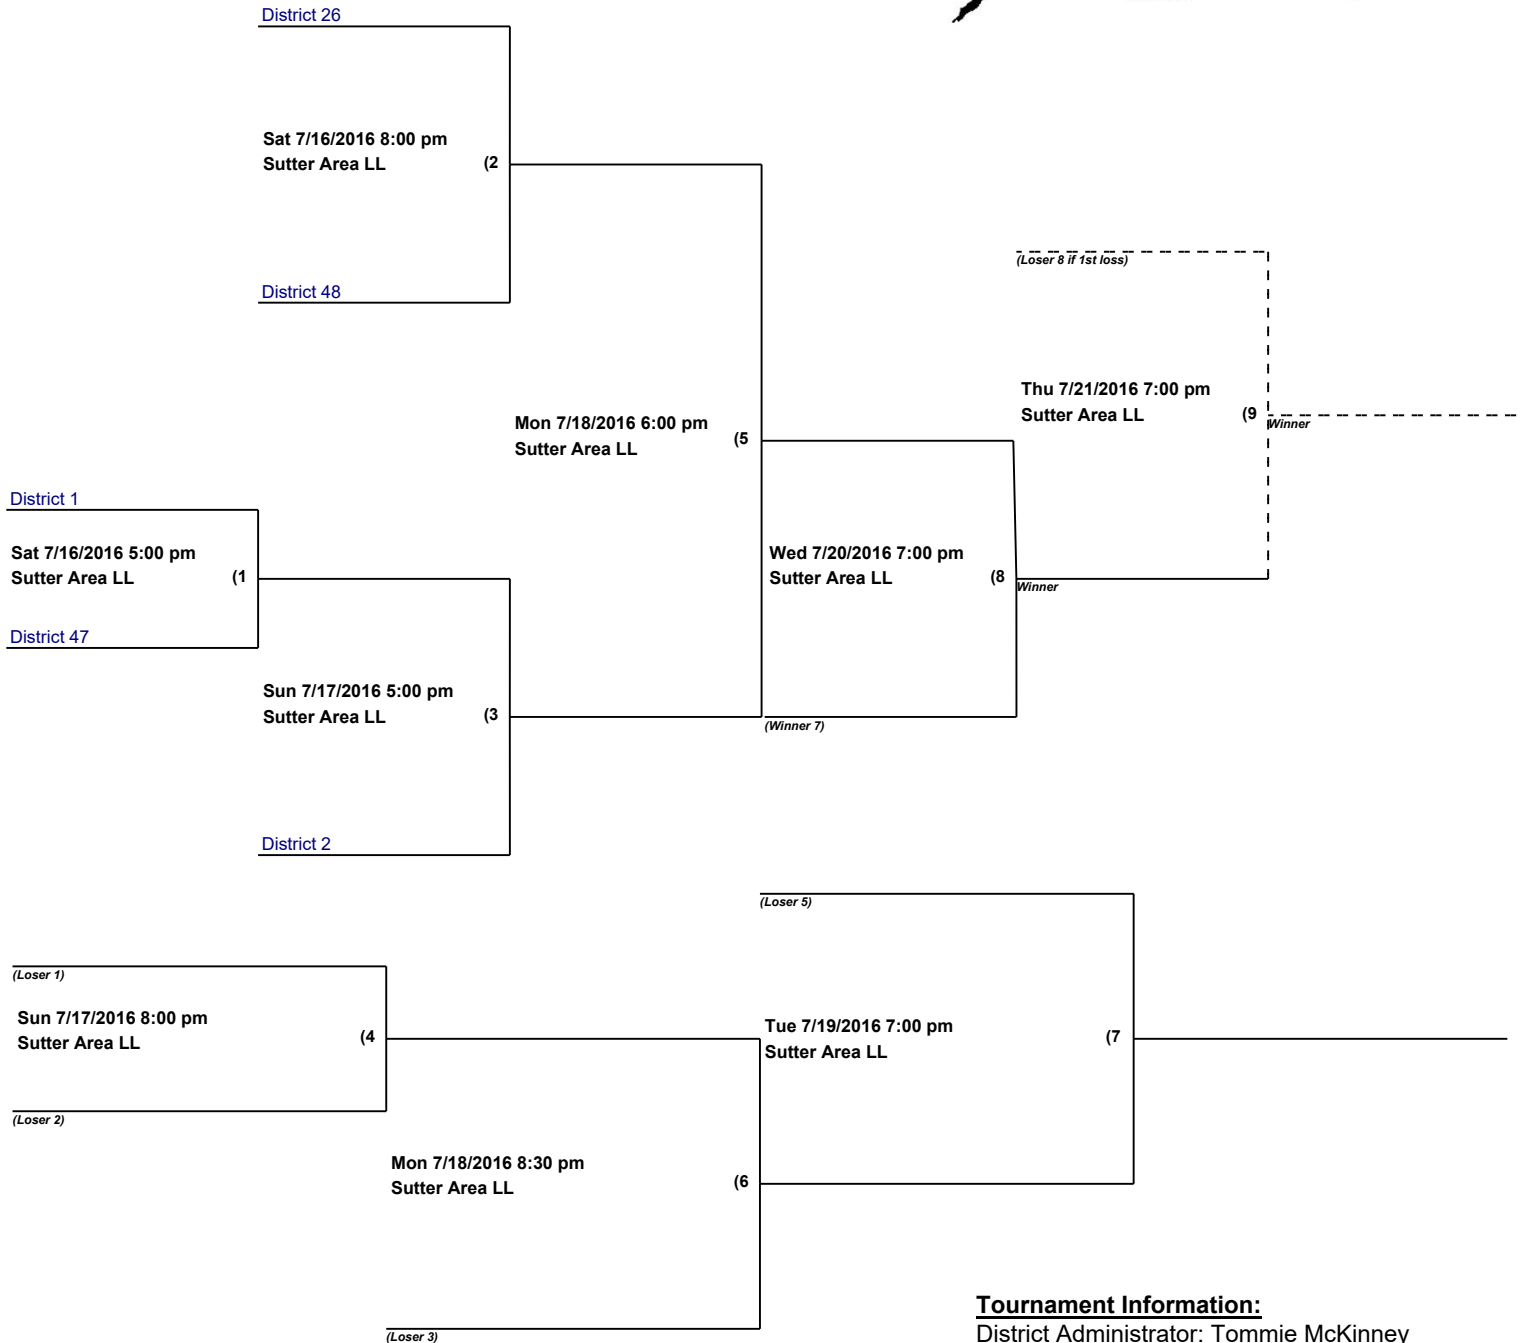 District 26
Sat 7/16/2016 8:00 pm
Sutter Area LL
(2
District 48
(Loser 8 if 1st loss)
Thu 7/21/2016 7:00 pm
Sutter Area LL
(9
Winner
Mon 7/18/2016 6:00 pm
Sutter Area LL
(5
District 1
Sat 7/16/2016 5:00 pm
Sutter Area LL
(1
District 47
Wed 7/20/2016 7:00 pm
Sutter Area LL
(8
Winner
Sun 7/17/2016 5:00 pm
Sutter Area LL
(3
(Winner 7)
District 2
(Loser 5)
(Loser 1)
Sun 7/17/2016 8:00 pm
Sutter Area LL
(4
(Loser 2)
Tue 7/19/2016 7:00 pm
Sutter Area LL
(7
Mon 7/18/2016 8:30 pm
Sutter Area LL
(6
(Loser 3)
Tournament Information:
District Administrator: Tommie McKinney